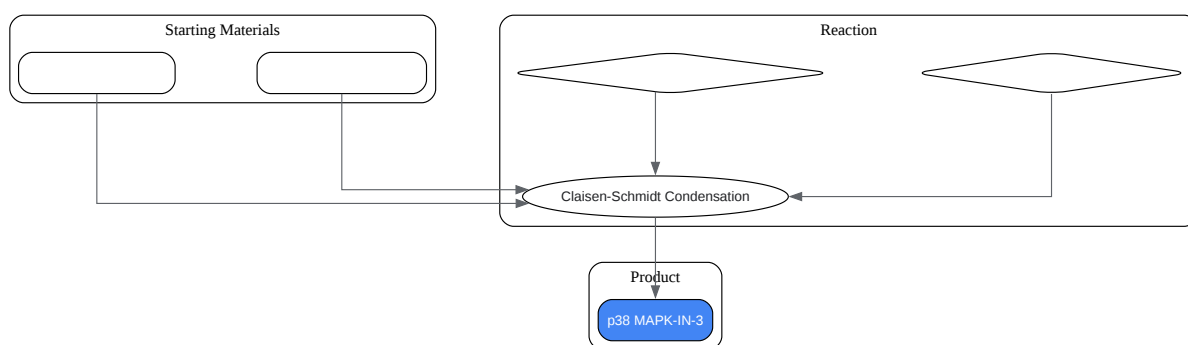 Starting Materials
Reaction
Claisen-Schmidt Condensation
Product
p38 MAPK-IN-3